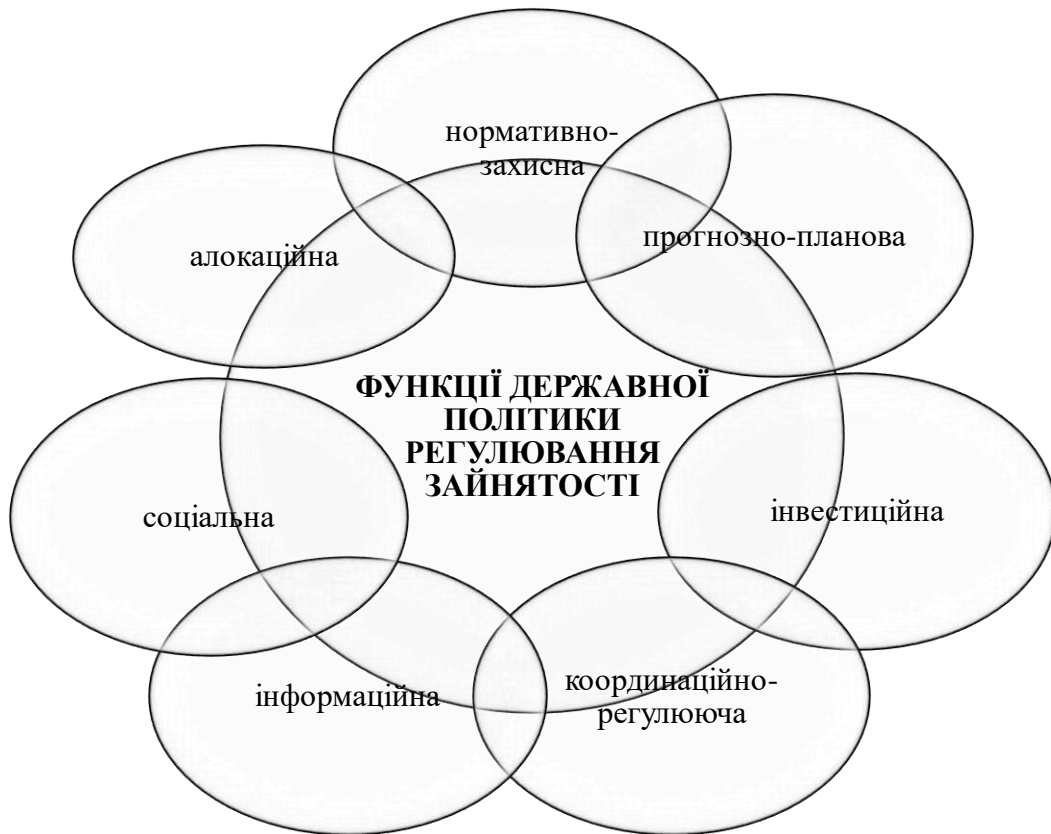 нормативно-
захисна
прогнозно-планова
алокаційна
ФУНКЦІЇ ДЕРЖАВНОЇ
ПОЛІТИКИ
РЕГУЛЮВАННЯ
ЗАЙНЯТОСТІ
соціальна
інвестиційна
інформаційна
координаційно-
регулююча